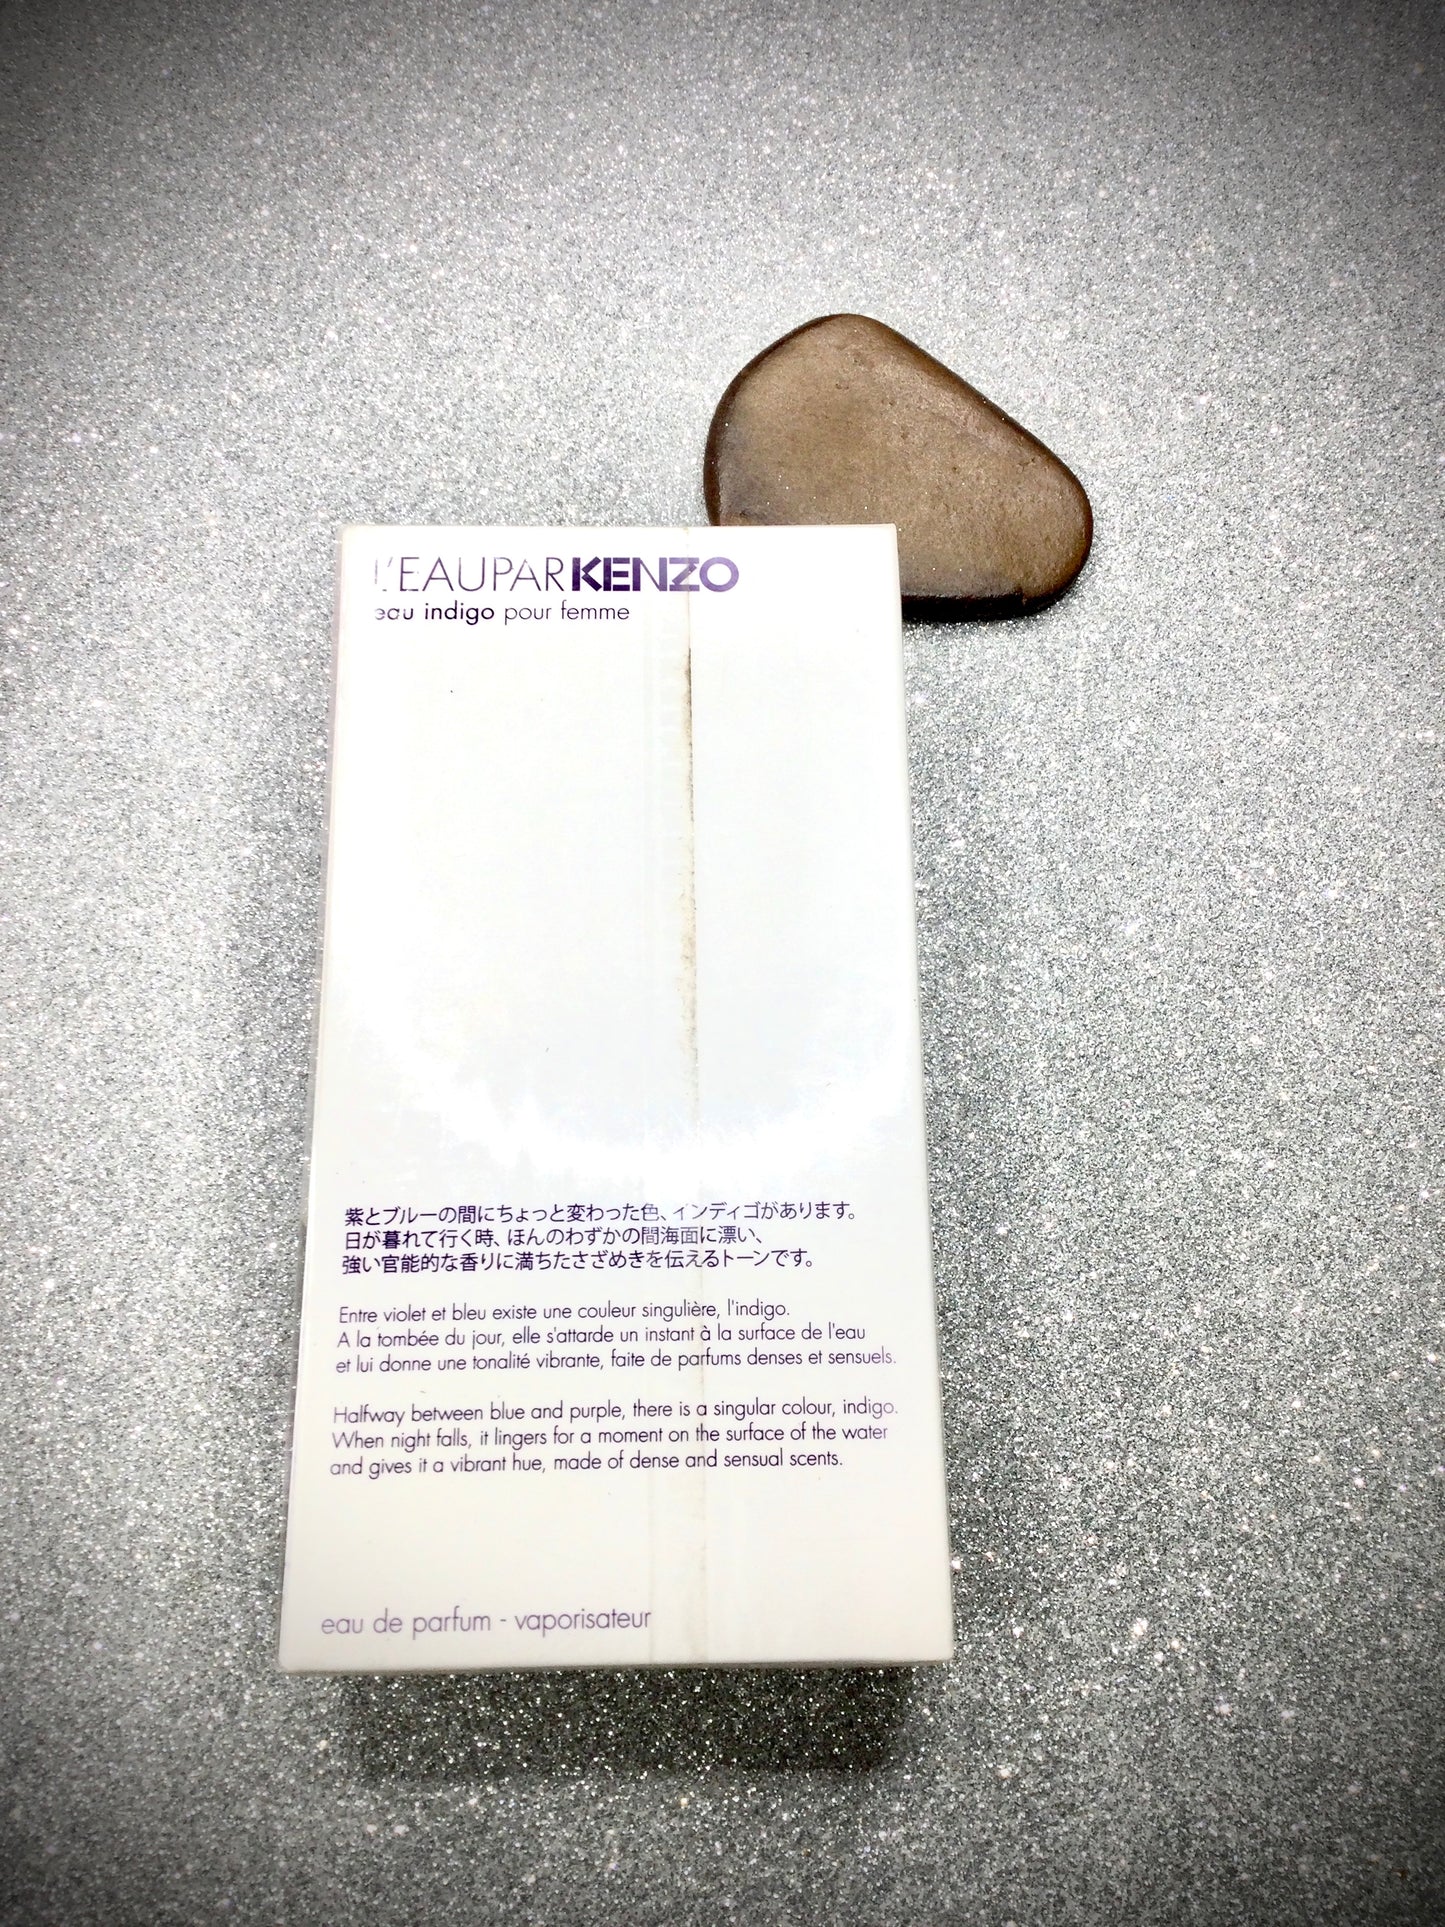 L'EAUPARKENZO
eau indigo pour femme
紫とブルーの間にちょっと変わった色、インディゴがあります。
日が暮れて行く時、ほんのわずかの間海面に漂い、
強い官能的な香りに満ちたさざめきを伝えるトーンです。
Entre violet et bleu existe une couleur singulière, l'indigo.
A la tombée du jour, elle s'attarde un instant à la surface de l'eau
et lui donne une tonalité vibrante, faite de parfums denses et sensuels.
Halfway between blue and purple, there is a singular colour, indigo.
When night falls, it lingers for a moment on the surface of the water
and gives it a vibrant hue, made of dense and sensual scents.
eau de parfum - vaporisateur